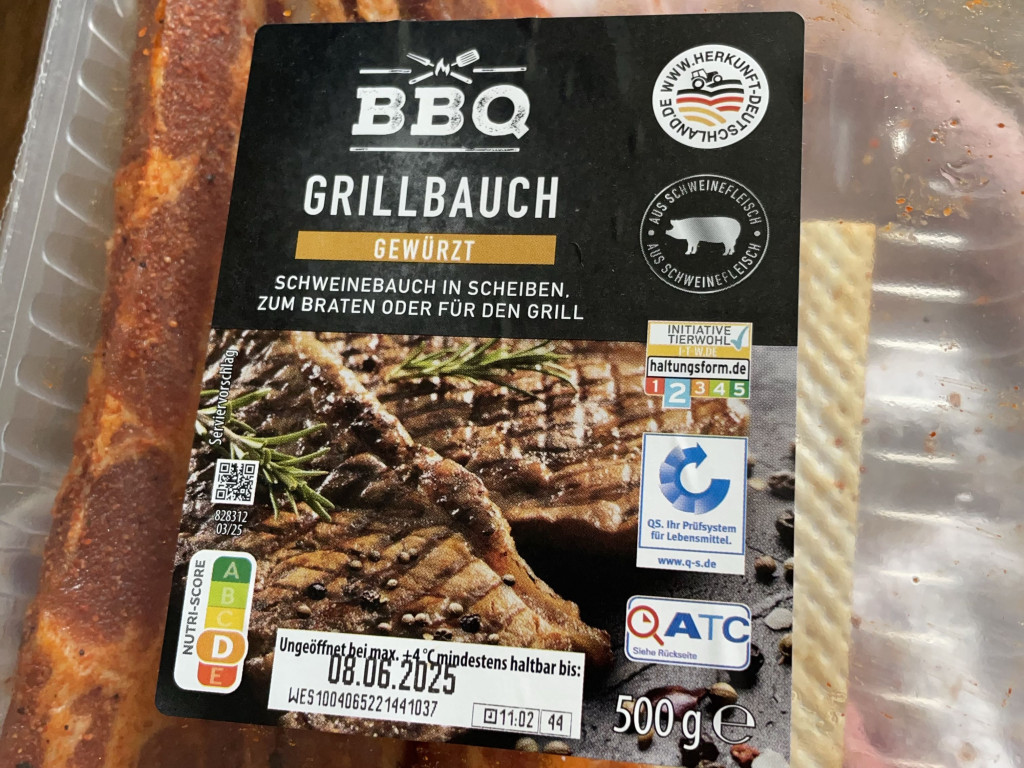 BBQ
WWW.HERKUNFT-DEUTSCHLAND.DE
GRILLBAUCH
GEWÜRZT
AUS SCHWEINEFLEISCH • AUS SCHWEINEFLEISCH •
SCHWEINEBAUCH IN SCHEIBEN,
ZUM BRATEN ODER FÜR DEN GRILL
INITIATIVE
TIERWOHL
I-T-W.DE
haltungsform.de
1 2 3 4 5
Serviervorschlag
QS. Ihr Prüfsystem
für Lebensmittel.
www.q-s.de
828312
03/25
NUTRI-SCORE
A
B
C
D
E
ATC
Siehe Rückseite
Ungeöffnet bei max. +4 °C mindestens haltbar bis:
08.06.2025
WES1004065221441037
11:02 44
500 g e